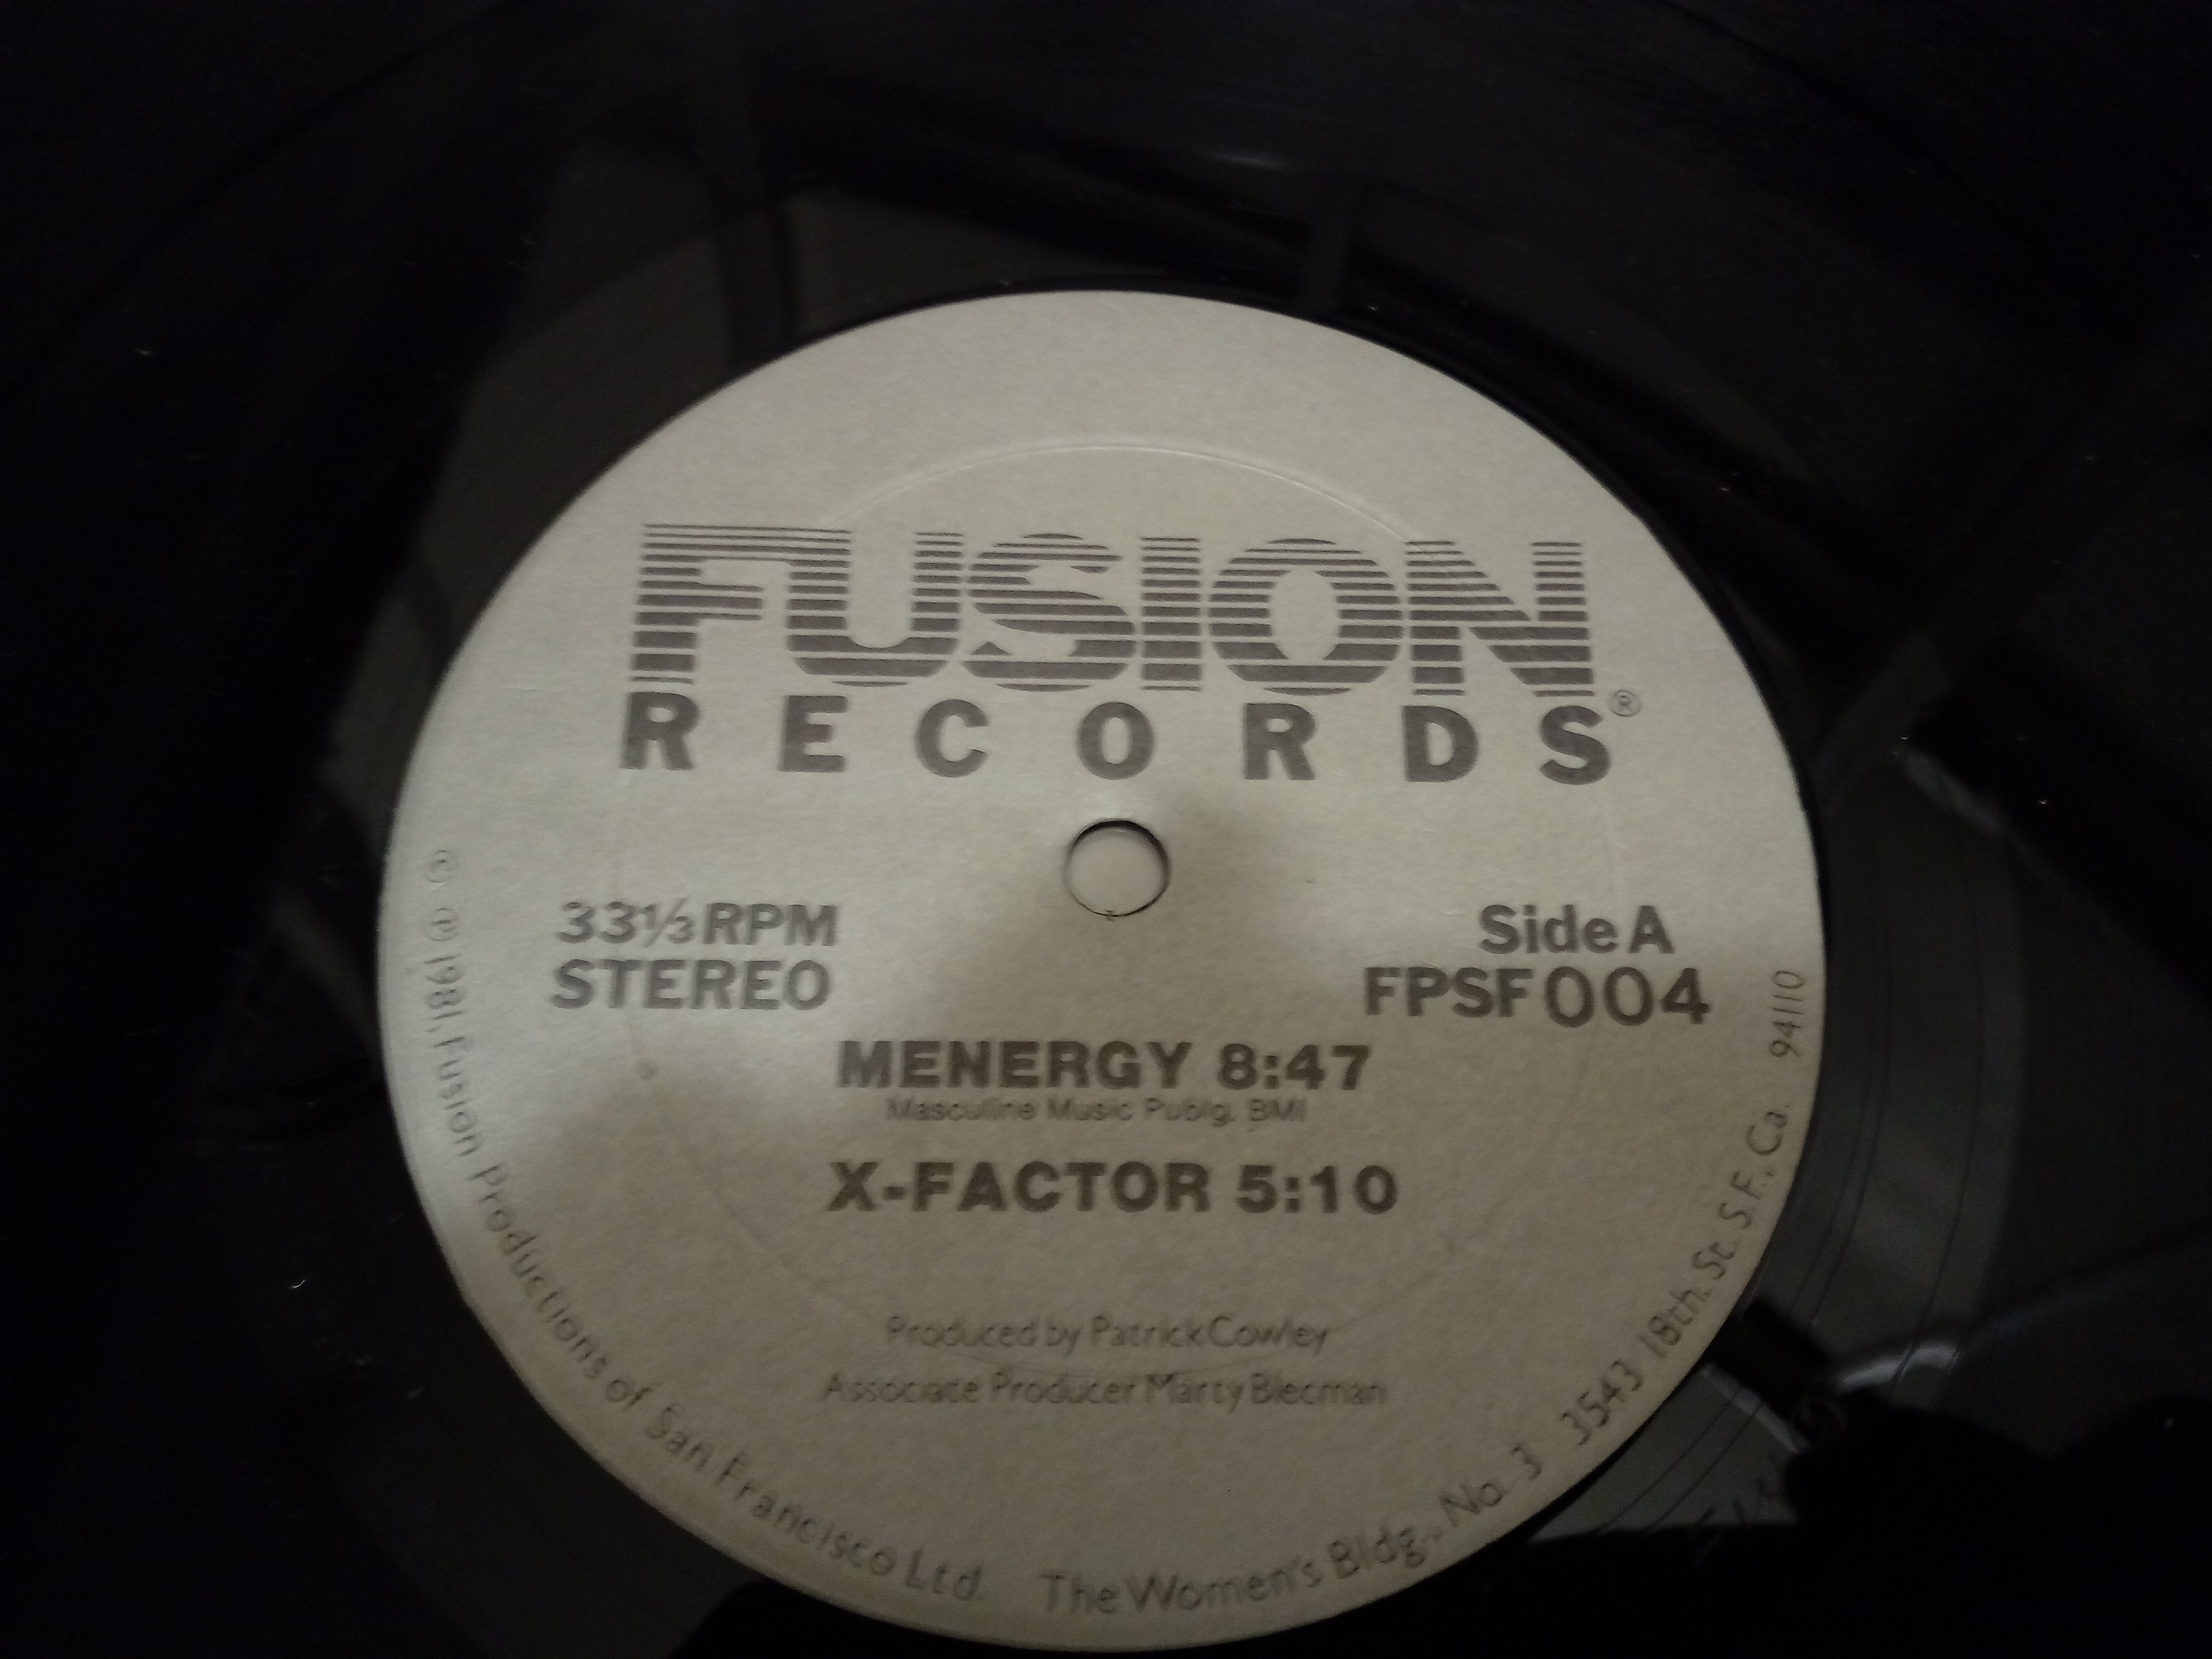 FUSION
RECORDS®
33⅓ RPM
STEREO
Side A
FPSF004
MENERGY 8:47
Masculine Music Publg. BMI
X-FACTOR 5:10
Produced by Patrick Cowley
Associate Producer Marty Blecman
© ℗ 1981, Fusion Productions of San Francisco Ltd. The Women's Bldg., No. 3 3543 18th. St. S.F., Ca. 94110